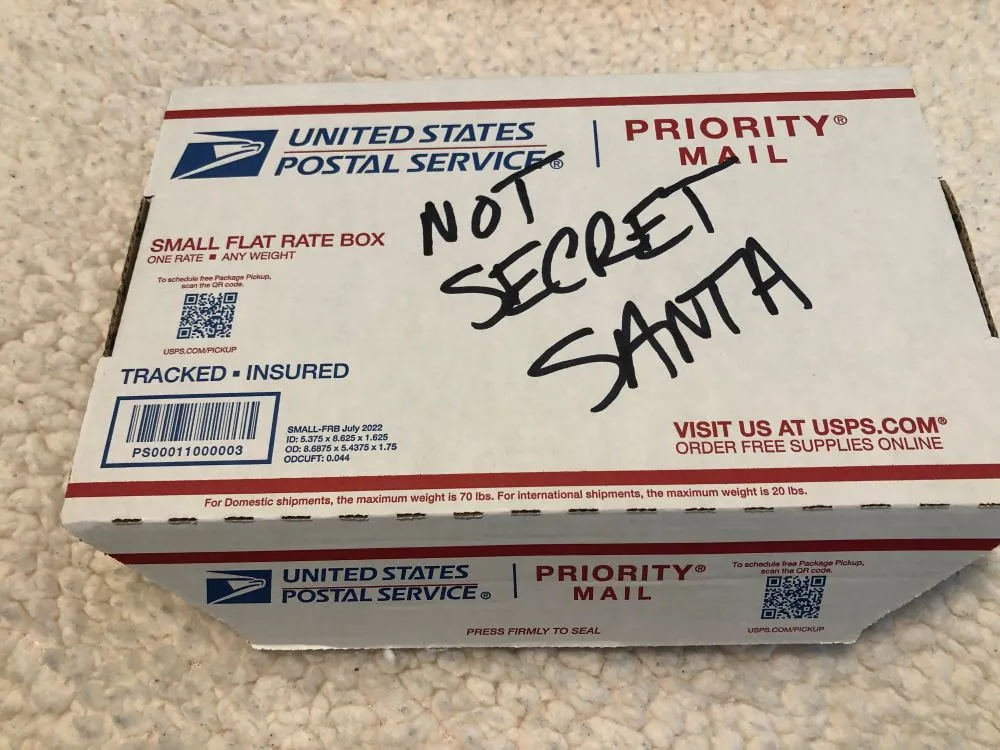 UNITED STATES
POSTAL SERVICE®
PRIORITY®
MAIL
NOT
SECRET
SANTA
SMALL FLAT RATE BOX
ONE RATE ■ ANY WEIGHT
To schedule free Package Pickup,
scan the QR code.
USPS.COM/PICKUP
TRACKED ■ INSURED
PS00011000003
SMALL-FRB July 2022
ID: 5.375 x 8.625 x 1.625
OD: 8.6875 x 5.4375 x 1.75
ODCUFT: 0.044
VISIT US AT USPS.COM®
ORDER FREE SUPPLIES ONLINE
For Domestic shipments, the maximum weight is 70 lbs. For international shipments, the maximum weight is 20 lbs.
UNITED STATES
POSTAL SERVICE®
PRIORITY®
MAIL
To schedule free Package Pickup,
scan the QR code.
USPS.COM/PICKUP
PRESS FIRMLY TO SEAL